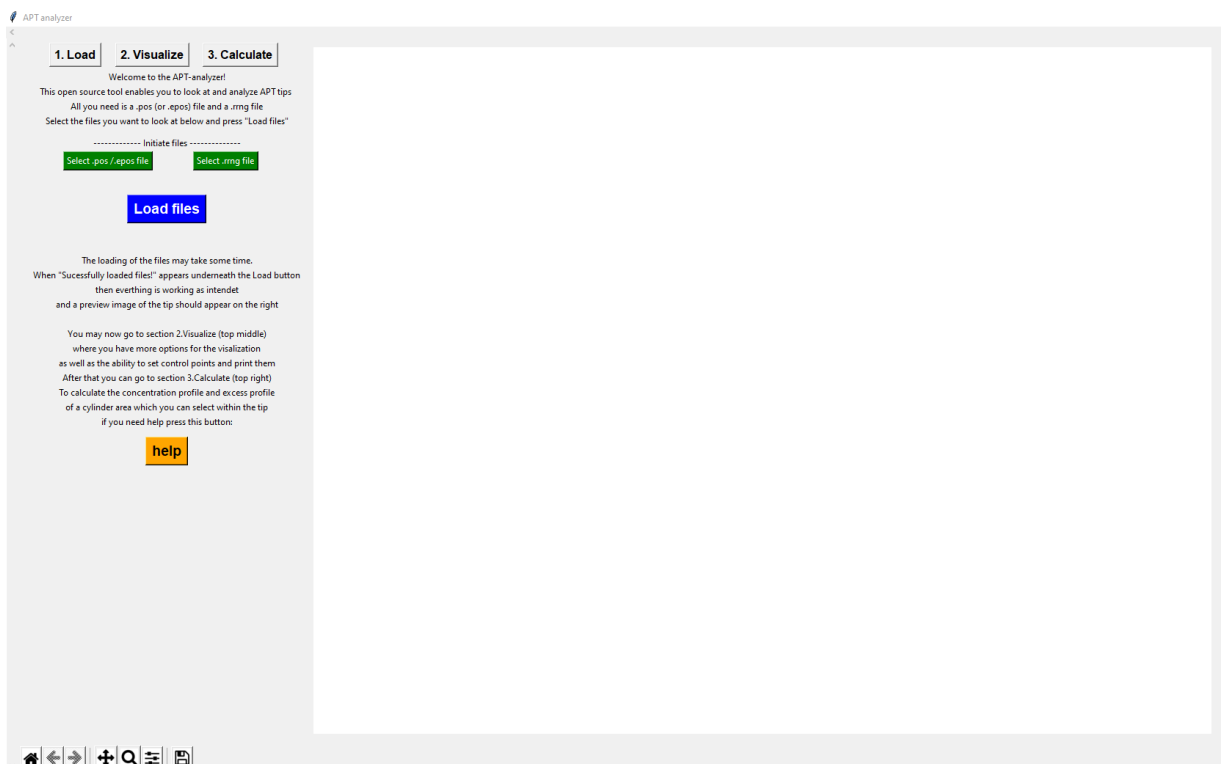 APT analyzer
1. Load 2. Visualize 3. Calculate
Welcome to the APT-analyzer!
This open source tool enables you to look at and analyze APT tips
All you need is a .pos (or .epos) file and a .rrng file
Select the files you want to look at below and press "Load files"
------------- Initiate files --------------
Select .pos /.epos file Select .rrng file
Load files
The loading of the files may take some time.
When "Sucessfully loaded files!" appears underneath the Load button
then everthing is working as intendet
and a preview image of the tip should appear on the right
You may now go to section 2.Visualize (top middle)
where you have more options for the visalization
as well as the ability to set control points and print them
After that you can go to section 3.Calculate (top right)
To calculate the concentration profile and excess profile
of a cylinder area which you can select within the tip
if you need help press this button:
help